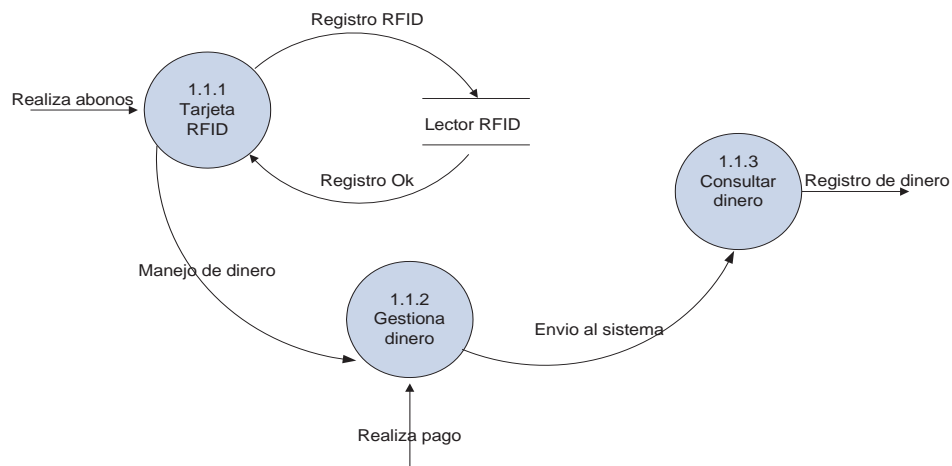 Registro RFID
1.1.1
Tarjeta
RFID
Realiza abonos
Lector RFID
Registro Ok
1.1.3
Consultar
dinero
Registro de dinero
Manejo de dinero
1.1.2
Gestiona
dinero
Envio al sistema
Realiza pago